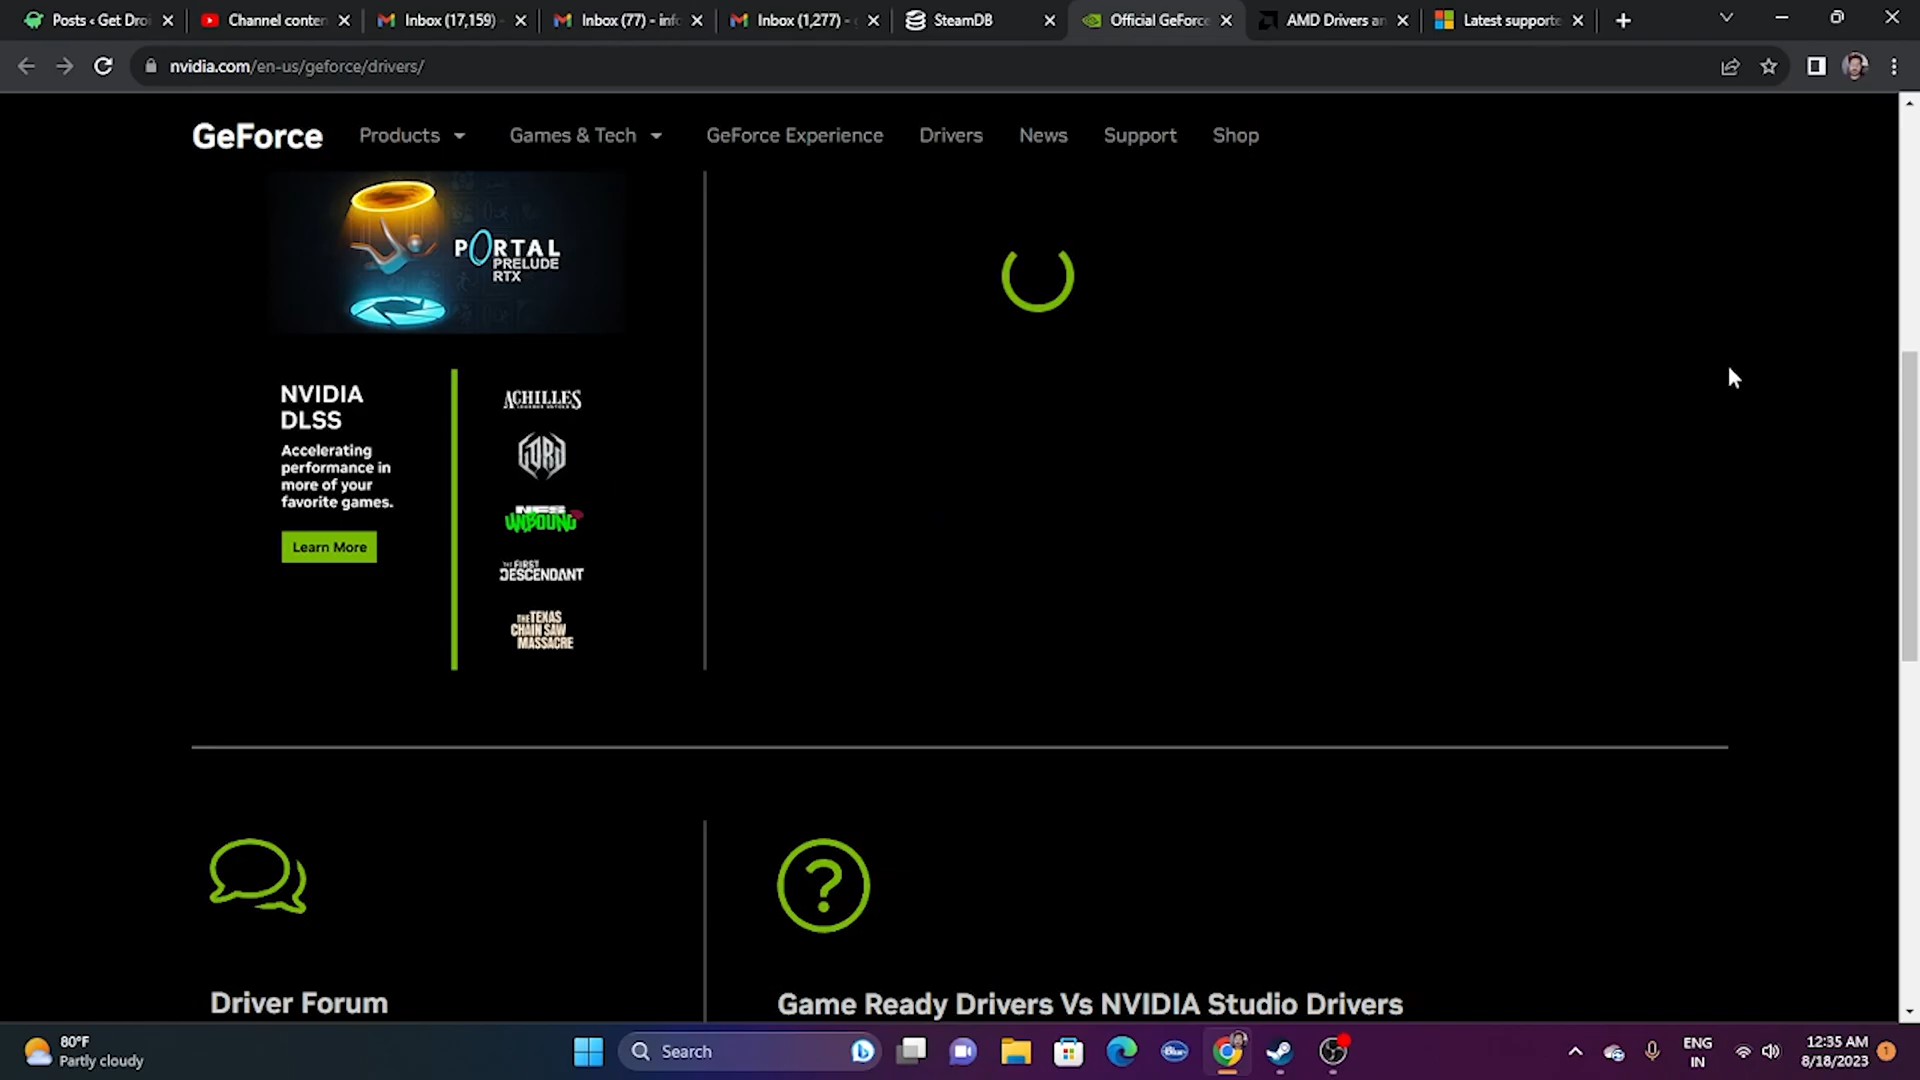 Posts ‹ Get Dro
Channel conten
Inbox (17,159) -
Inbox (77) - info
Inbox (1,277) - g
SteamDB
Official GeForce
AMD Drivers an
Latest supporte
nvidia.com/en-us/geforce/drivers/
GeForce
Products
Games & Tech
GeForce Experience
Drivers
News
Support
Shop
PORTAL
PRELUDE
RTX
NVIDIA
DLSS
Accelerating
performance in
more of your
favorite games.
Learn More
ACHILLES
GORD
NFS
UNBOUND
THE FIRST
DESCENDANT
THE TEXAS
CHAIN SAW
MASSACRE
Driver Forum
Game Ready Drivers Vs NVIDIA Studio Drivers
80°F
Partly cloudy
Search
ENG
IN
12:35 AM
8/18/2023
1